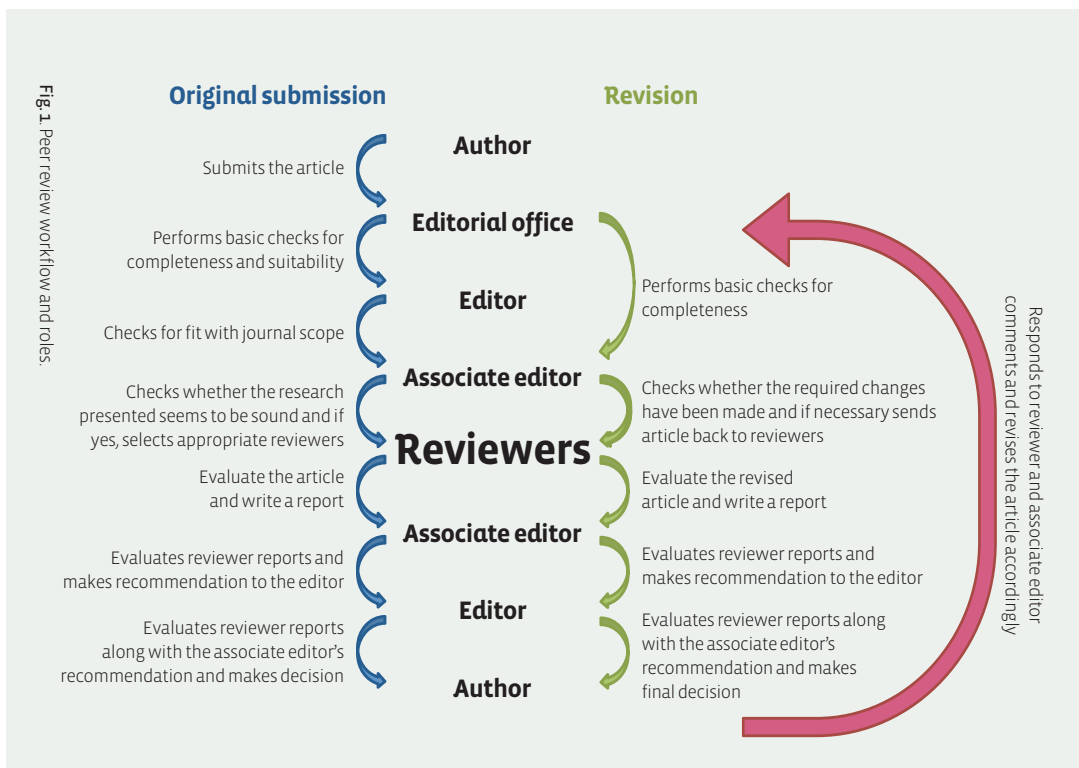 Fig. 1. Peer review workflow and roles.
Original submission
Revision
Author
Submits the article
Editorial office
Performs basic checks for
completeness and suitability
Performs basic checks for
completeness
Editor
Checks for fit with journal scope
Associate editor
Checks whether the research
presented seems to be sound and if
yes, selects appropriate reviewers
Checks whether the required changes
have been made and if necessary sends
article back to reviewers
Reviewers
Evaluate the article
and write a report
Evaluate the revised
article and write a report
Associate editor
Evaluates reviewer reports and
makes recommendation to the editor
Evaluates reviewer reports and
makes recommendation to the editor
Editor
Evaluates reviewer reports
along with the associate editor's
recommendation and makes decision
Evaluates reviewer reports along
with the associate editor's
recommendation and makes
final decision
Author
Responds to reviewer and associate editor
comments and revises the article accordingly